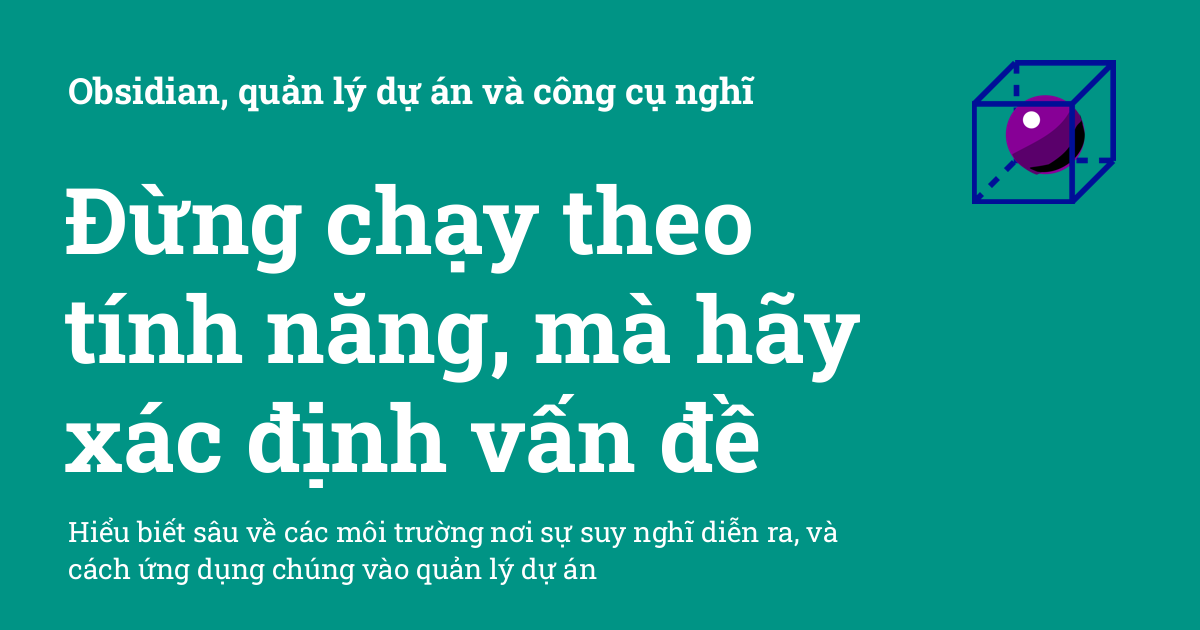 Obsidian, quản lý dự án và công cụ nghĩ
Đừng chạy theo
tính năng, mà hãy
xác định vấn đề
Hiểu biết sâu về các môi trường nơi sự suy nghĩ diễn ra, và
cách ứng dụng chúng vào quản lý dự án